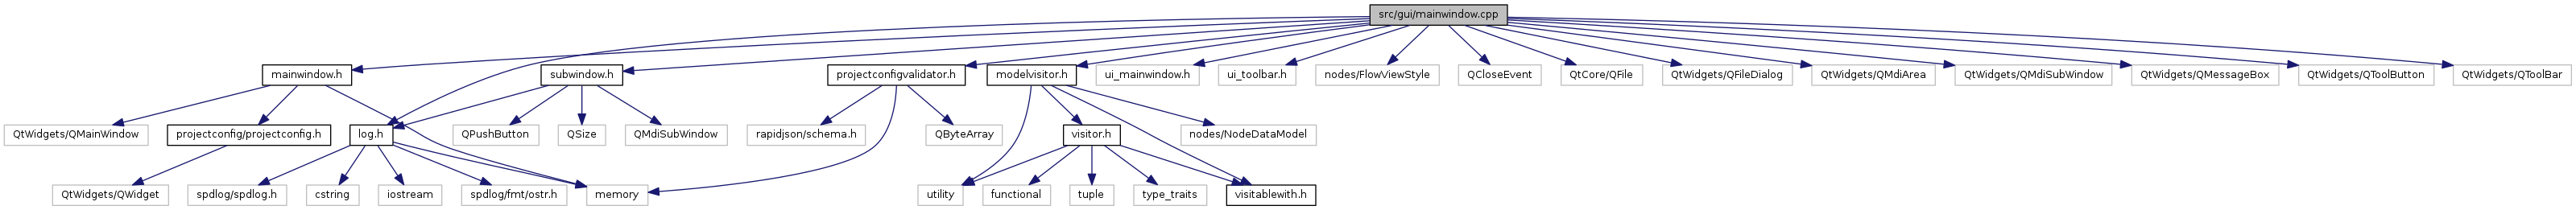 src/gui/mainwindow.cpp
mainwindow.h
subwindow.h
projectconfigvalidator.h
modelvisitor.h
ui_mainwindow.h
ui_toolbar.h
nodes/FlowViewStyle
QCloseEvent
QtCore/QFile
QtWidgets/QFileDialog
QtWidgets/QMdiArea
QtWidgets/QMdiSubWindow
QtWidgets/QMessageBox
QtWidgets/QToolButton
QtWidgets/QToolBar
QtWidgets/QMainWindow
projectconfig/projectconfig.h
log.h
QPushButton
QSize
QMdiSubWindow
rapidjson/schema.h
QByteArray
visitor.h
nodes/NodeDataModel
QtWidgets/QWidget
spdlog/spdlog.h
cstring
iostream
spdlog/fmt/ostr.h
memory
utility
functional
tuple
type_traits
visitablewith.h